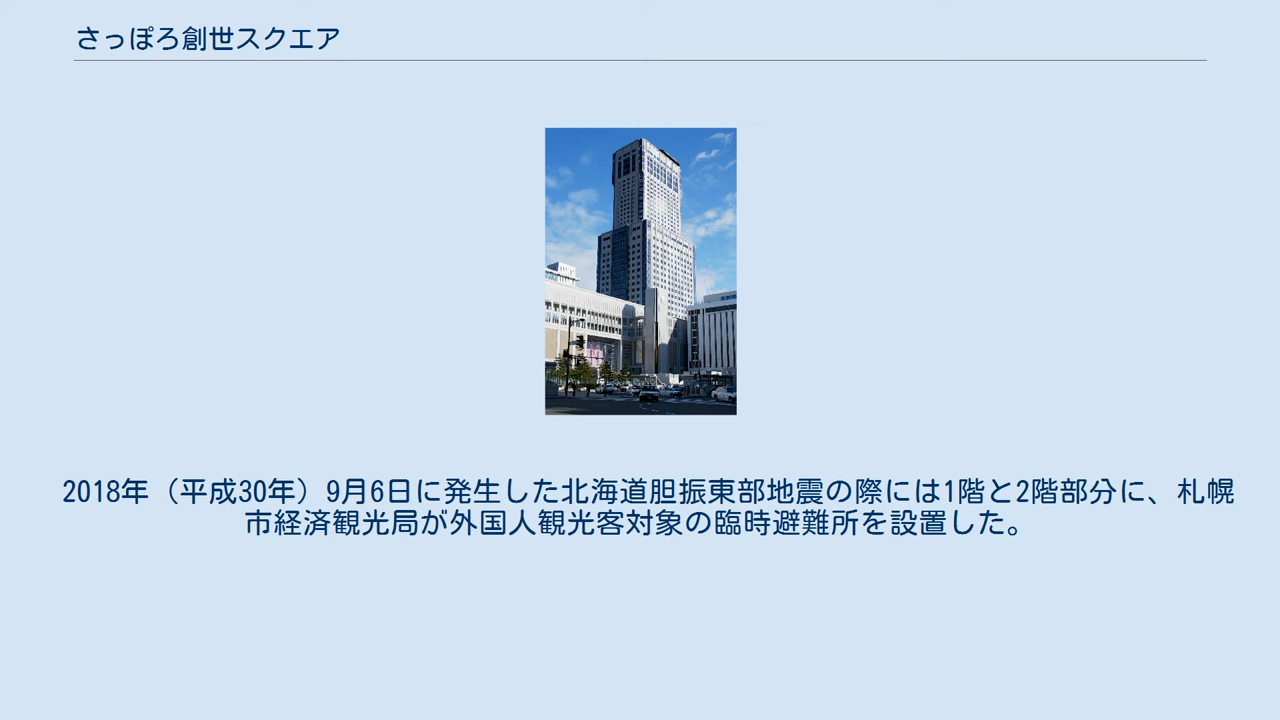 さっぽろ創世スクエア
2018年（平成30年）9月6日に発生した北海道胆振東部地震の際には1階と2階部分に、札幌
市経済観光局が外国人観光客対象の臨時避難所を設置した。